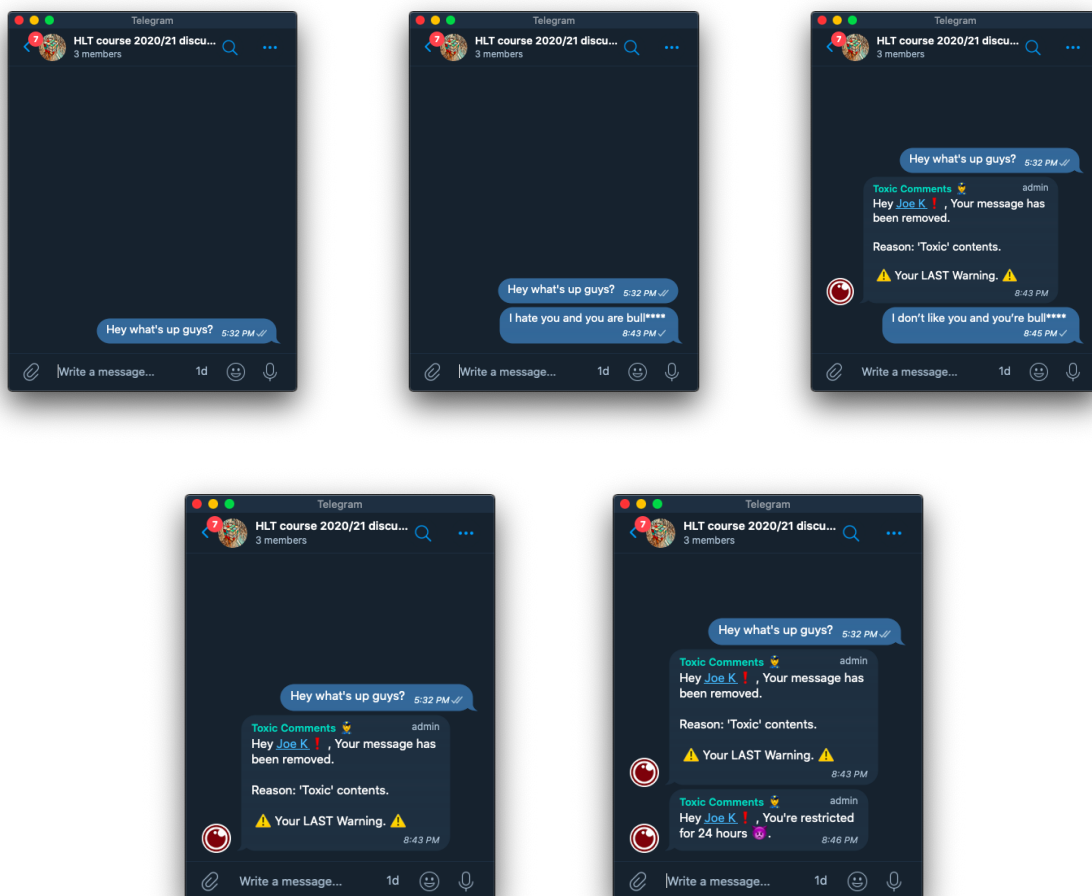 Telegram
7
HLT course 2020/21 discu...
3 members
Hey what's up guys? 5:32 PM
Write a message... 1d
Telegram
7
HLT course 2020/21 discu...
3 members
Hey what's up guys? 5:32 PM
I hate you and you are bull****
8:43 PM
Write a message... 1d
Telegram
7
HLT course 2020/21 discu...
3 members
Hey what's up guys? 5:32 PM
Toxic Comments 👮 admin
Hey Joe K❗, Your message has
been removed.
Reason: 'Toxic' contents.
⚠️ Your LAST Warning. ⚠️
8:43 PM
I don’t like you and you’re bull****
8:45 PM
Write a message... 1d
Telegram
7
HLT course 2020/21 discu...
3 members
Hey what's up guys? 5:32 PM
Toxic Comments 👮 admin
Hey Joe K❗, Your message has
been removed.
Reason: 'Toxic' contents.
⚠️ Your LAST Warning. ⚠️
8:43 PM
Write a message... 1d
Telegram
7
HLT course 2020/21 discu...
3 members
Hey what's up guys? 5:32 PM
Toxic Comments 👮 admin
Hey Joe K❗, Your message has
been removed.
Reason: 'Toxic' contents.
⚠️ Your LAST Warning. ⚠️
8:43 PM
Toxic Comments 👮 admin
Hey Joe K❗, You're restricted
for 24 hours 😈.
8:46 PM
Write a message... 1d